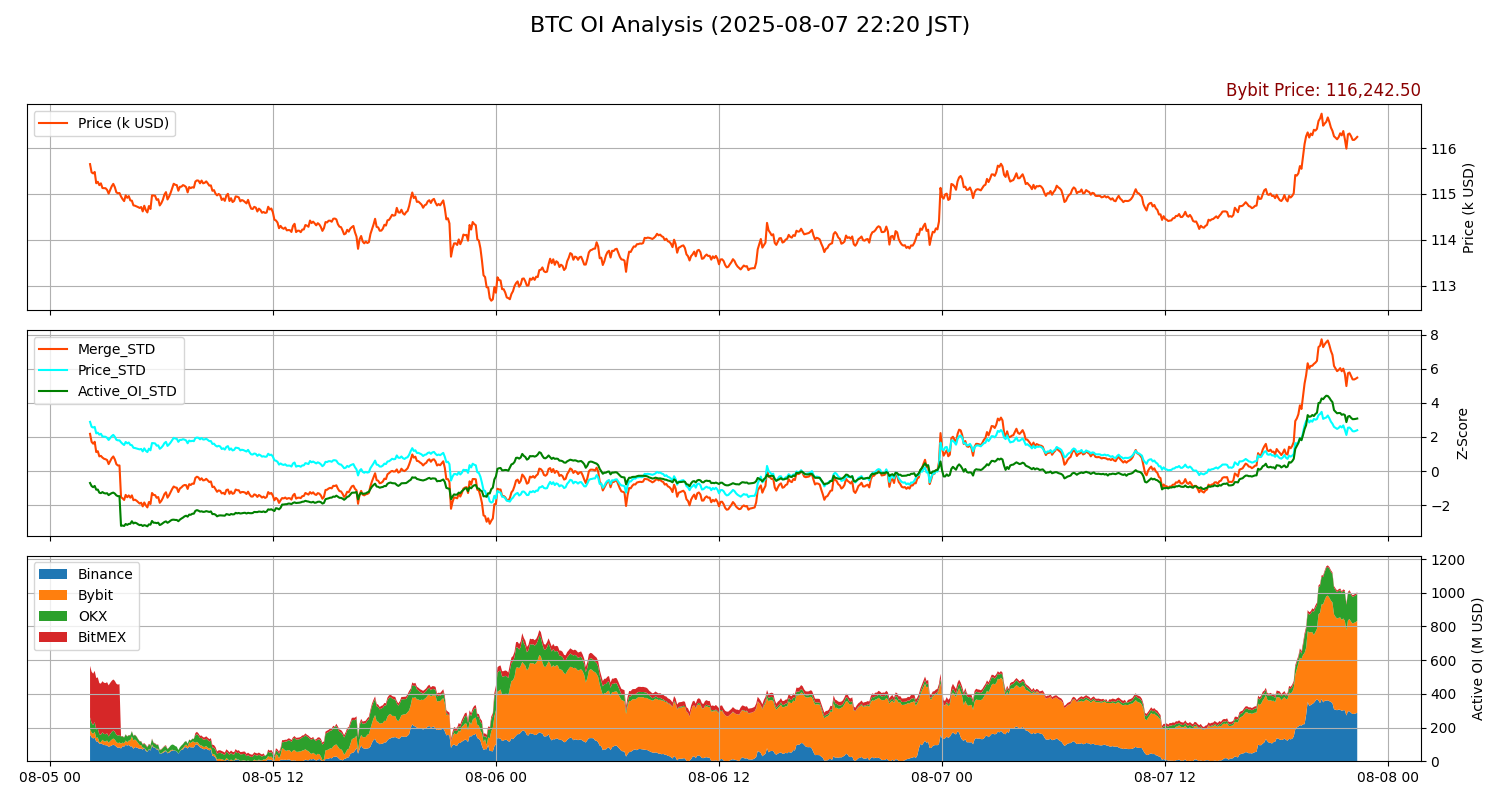 BTC OI Analysis (2025-08-07 22:20 JST)
Bybit Price: 116,242.50
Price (k USD)
116
115
114
113
Price (k USD)
Merge_STD
Price_STD
Active_OI_STD
8
6
4
2
0
−2
Z-Score
Binance
Bybit
OKX
BitMEX
1200
1000
800
600
400
200
0
Active OI (M USD)
08-05 00
08-05 12
08-06 00
08-06 12
08-07 00
08-07 12
08-08 00